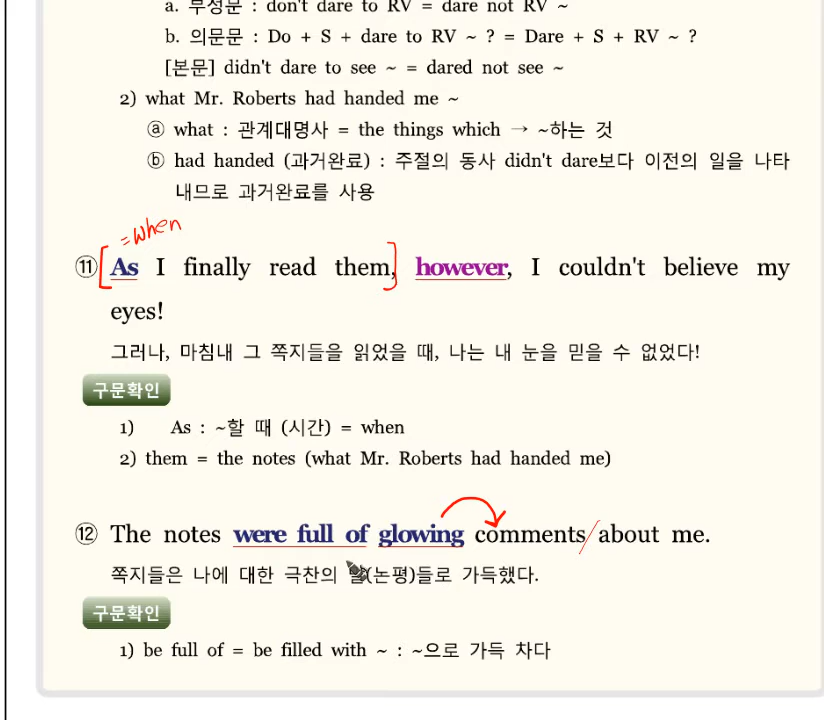 a. 부정문 : don't dare to RV = dare not RV ~
b. 의문문 : Do + S + dare to RV ~ ? = Dare + S + RV ~ ?
[본문] didn't dare to see ~ = dared not see ~
2) what Mr. Roberts had handed me ~
ⓐ what : 관계대명사 = the things which → ~하는 것
ⓑ had handed (과거완료) : 주절의 동사 didn't dare보다 이전의 일을 나타
내므로 과거완료를 사용
=when
⑪ [As I finally read them,] however, I couldn't believe my
eyes!
그러나, 마침내 그 쪽지들을 읽었을 때, 나는 내 눈을 믿을 수 없었다!
구문확인
1) As : ~할 때 (시간) = when
2) them = the notes (what Mr. Roberts had handed me)
⑫ The notes were full of glowing comments/about me.
쪽지들은 나에 대한 극찬의 (논평)들로 가득했다.
구문확인
1) be full of = be filled with ~ : ~으로 가득 차다